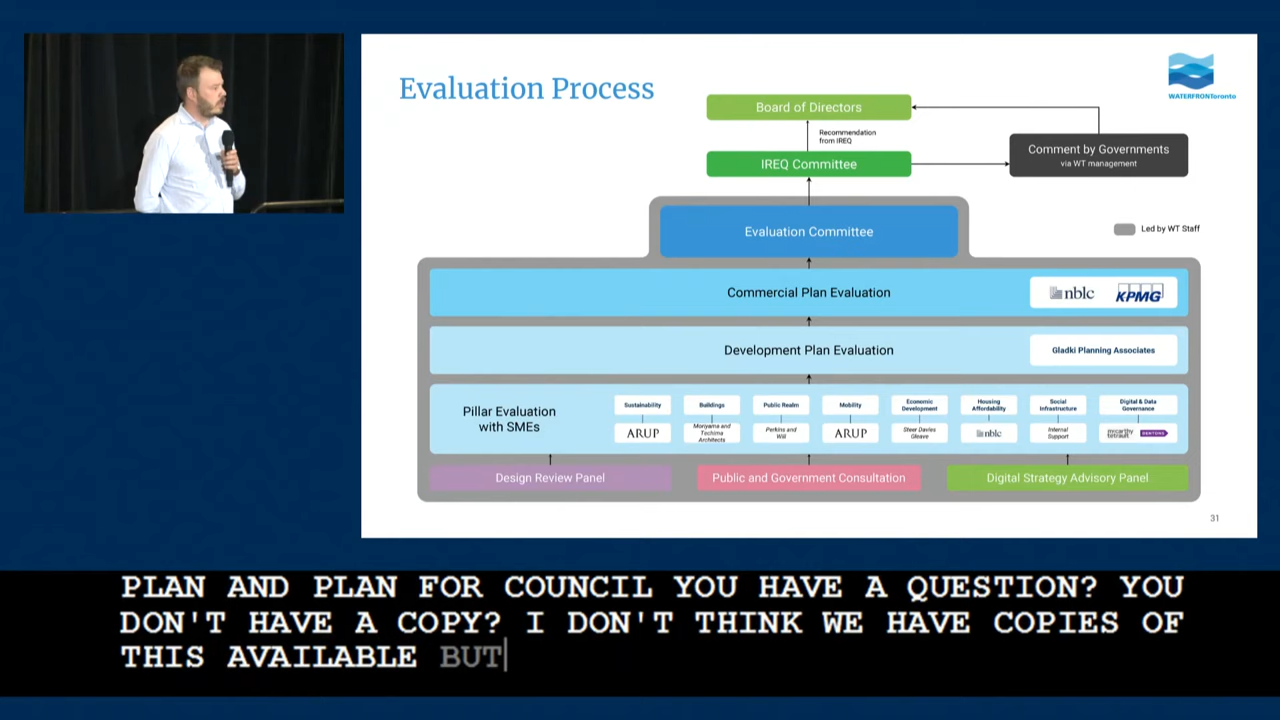 Evaluation Process
WATERFRONToronto
Board of Directors
Recommendation
from IREQ
IREQ Committee
Comment by Governments
via WT management
Evaluation Committee
Led by WT Staff
Commercial Plan Evaluation
nblc KPMG
Development Plan Evaluation
Gladki Planning Associates
Pillar Evaluation
with SMEs
Sustainability
ARUP
Buildings
Moriyama and
Techima
Architects
Public Realm
Perkins and
Will
Mobility
ARUP
Economic
Development
Steer Davies
Gleave
Housing
Affordability
nblc
Social
Infrastructure
Internal
Support
Digital & Data
Governance
mccarthy
tetrault
DENTONS
Design Review Panel
Public and Government Consultation
Digital Strategy Advisory Panel
31
PLAN AND PLAN FOR COUNCIL YOU HAVE A QUESTION? YOU
DON'T HAVE A COPY? I DON'T THINK WE HAVE COPIES OF
THIS AVAILABLE BUT